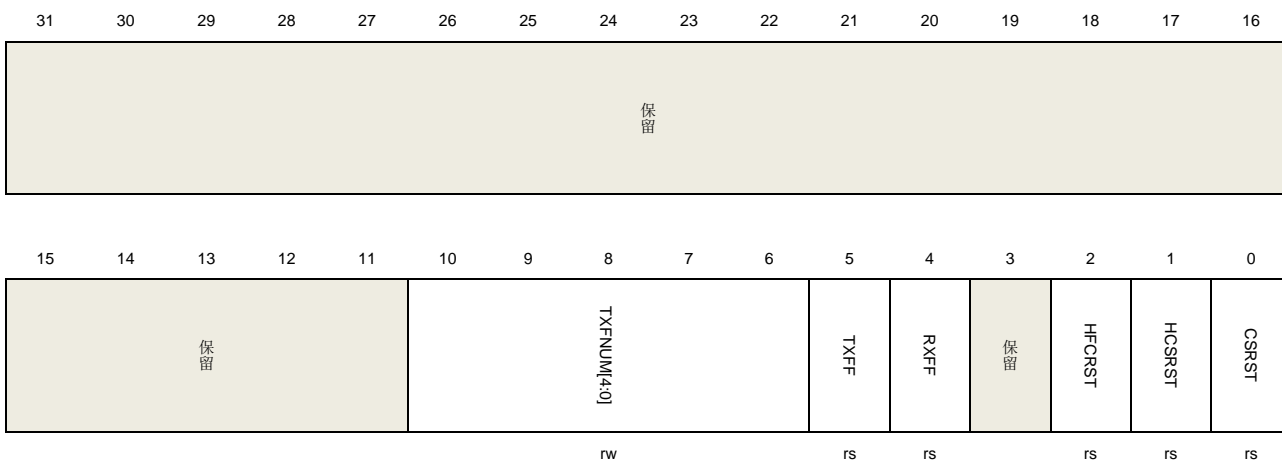 31 30 29 28 27 26 25 24 23 22 21 20 19 18 17 16
保留
15 14 13 12 11 10 9 8 7 6 5 4 3 2 1 0
保留 TXFNUM[4:0] TXFF RXFF 保留 HFCRST HCSRST CSRST
rw rs rs rs rs rs